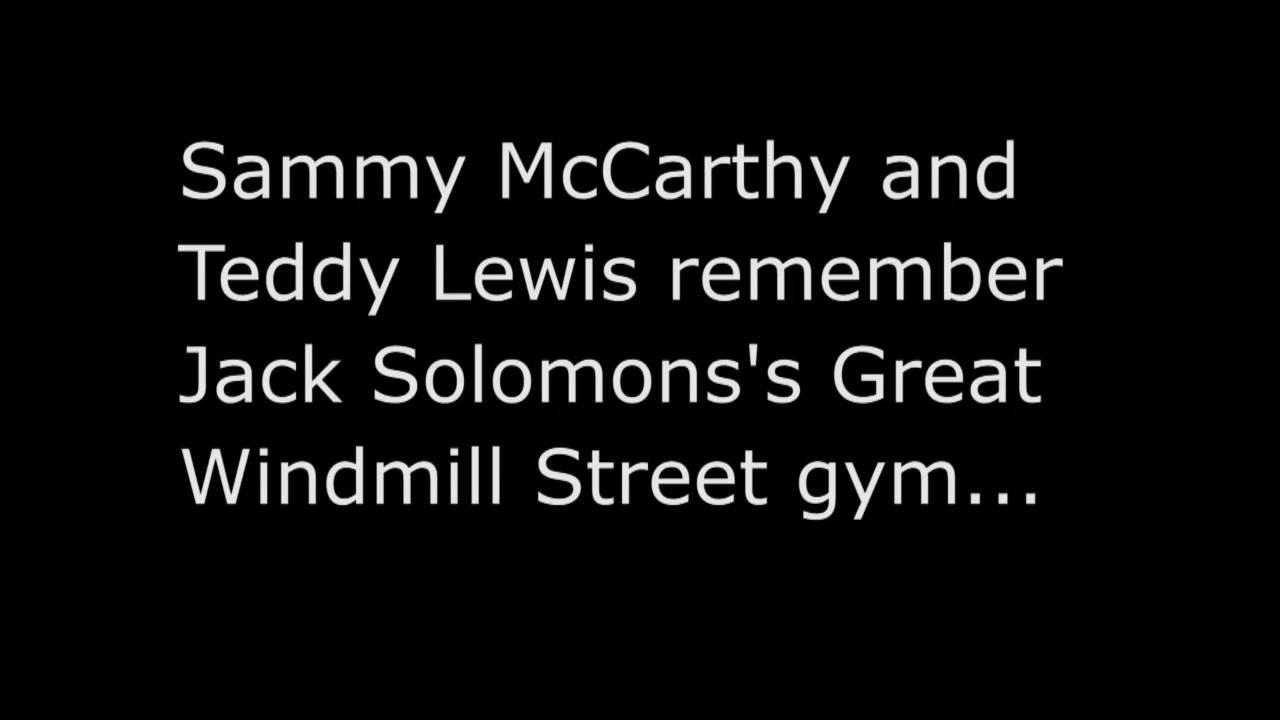 Sammy McCarthy and
Teddy Lewis remember
Jack Solomons's Great
Windmill Street gym...